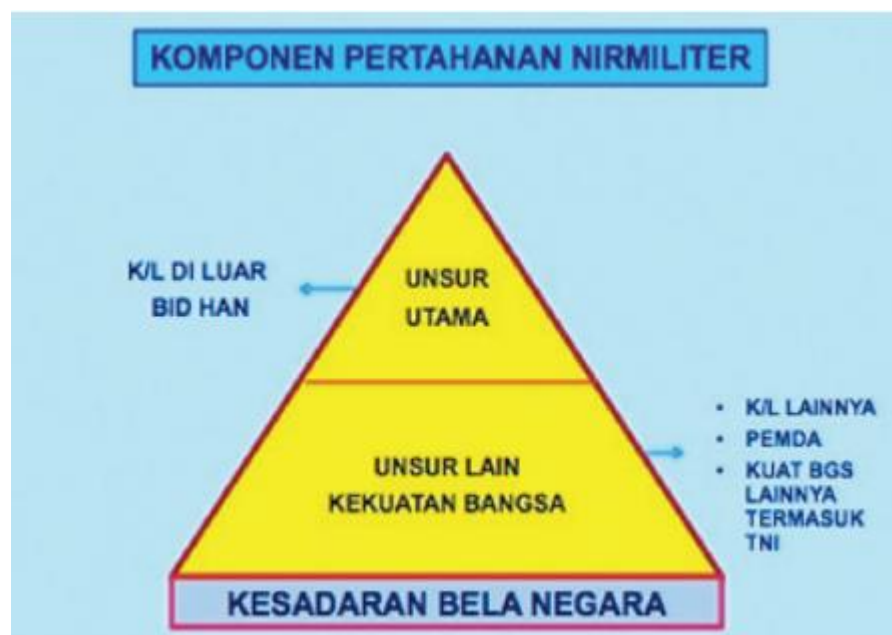 KOMPONEN PERTAHANAN NIRMILITER
K/L DI LUAR
BID HAN
UNSUR
UTAMA
• K/L LAINNYA
• PEMDA
• KUAT BGS
LAINNYA
TERMASUK
TNI
UNSUR LAIN
KEKUATAN BANGSA
KESADARAN BELA NEGARA